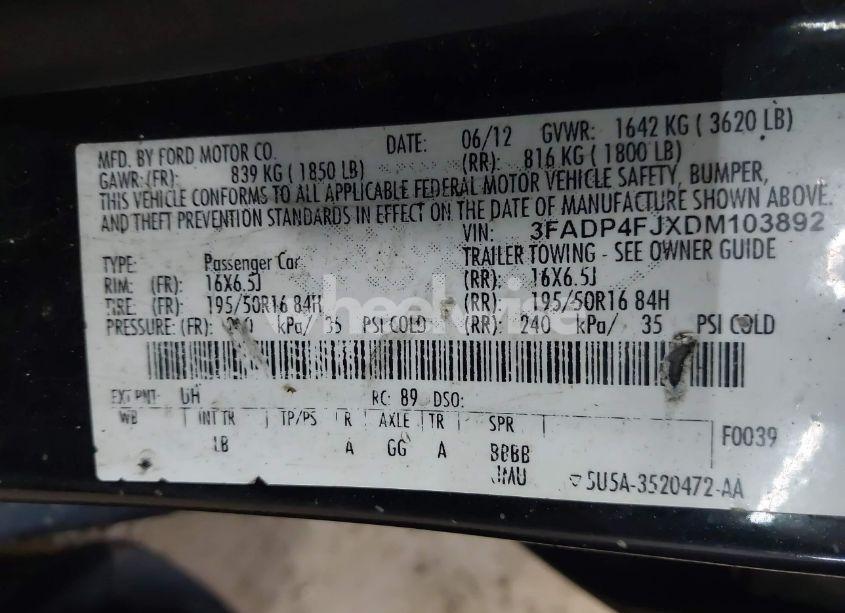 MFD. BY FORD MOTOR CO. DATE: 06/12 GVWR: 1642 KG ( 3620 LB)
GAWR: (FR): 839 KG ( 1850 LB) (RR): 816 KG ( 1800 LB)
THIS VEHICLE CONFORMS TO ALL APPLICABLE FEDERAL MOTOR VEHICLE SAFETY, BUMPER,
AND THEFT PREVENTION STANDARDS IN EFFECT ON THE DATE OF MANUFACTURE SHOWN ABOVE.
VIN: 3FADP4FJXDM103892
TYPE: Passenger Car TRAILER TOWING - SEE OWNER GUIDE
RIM: (FR): 16X6.5J (RR): 16X6.5J
TIRE: (FR): 195/50R16 84H (RR): 195/50R16 84H
PRESSURE: (FR): kPa/ 35 PSI COLD (RR): 240 kPa/ 35 PSI COLD
wheelwise
EXT PNT: UH RC: 89 DSO:
WB INT TR TP/PS R AXLE TR SPR F0039
LB A GG A BBBB
JMU 5U5A-3520472-AA